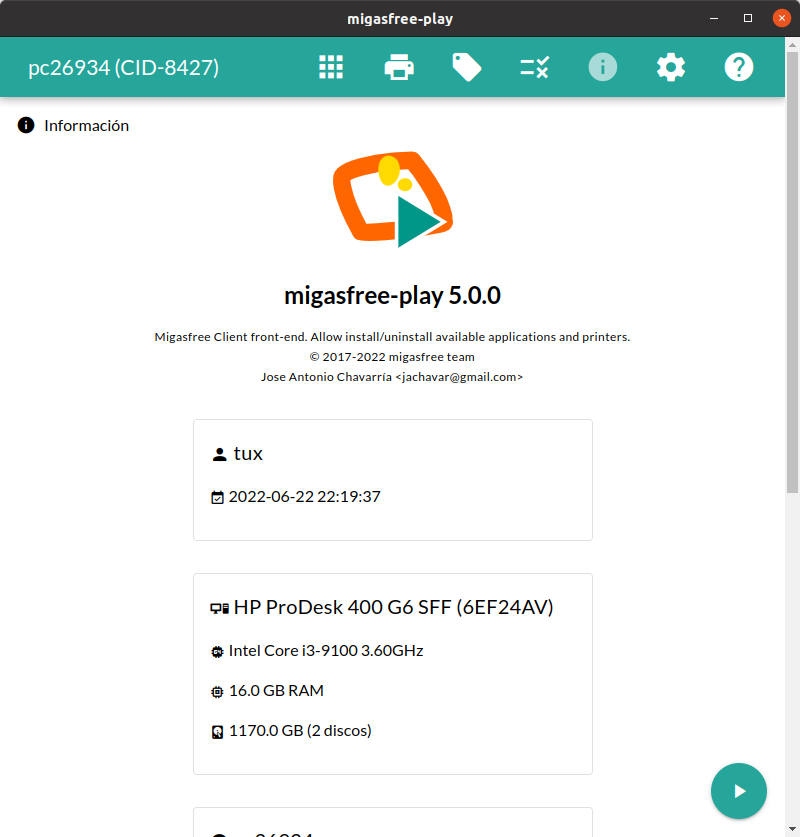 migasfree-play
pc26934 (CID-8427)
Información
migasfree-play 5.0.0
Migasfree Client front-end. Allow install/uninstall available applications and printers.
© 2017-2022 migasfree team
Jose Antonio Chavarría <jachavar@gmail.com>
tux
2022-06-22 22:19:37
HP ProDesk 400 G6 SFF (6EF24AV)
Intel Core i3-9100 3.60GHz
16.0 GB RAM
1170.0 GB (2 discos)